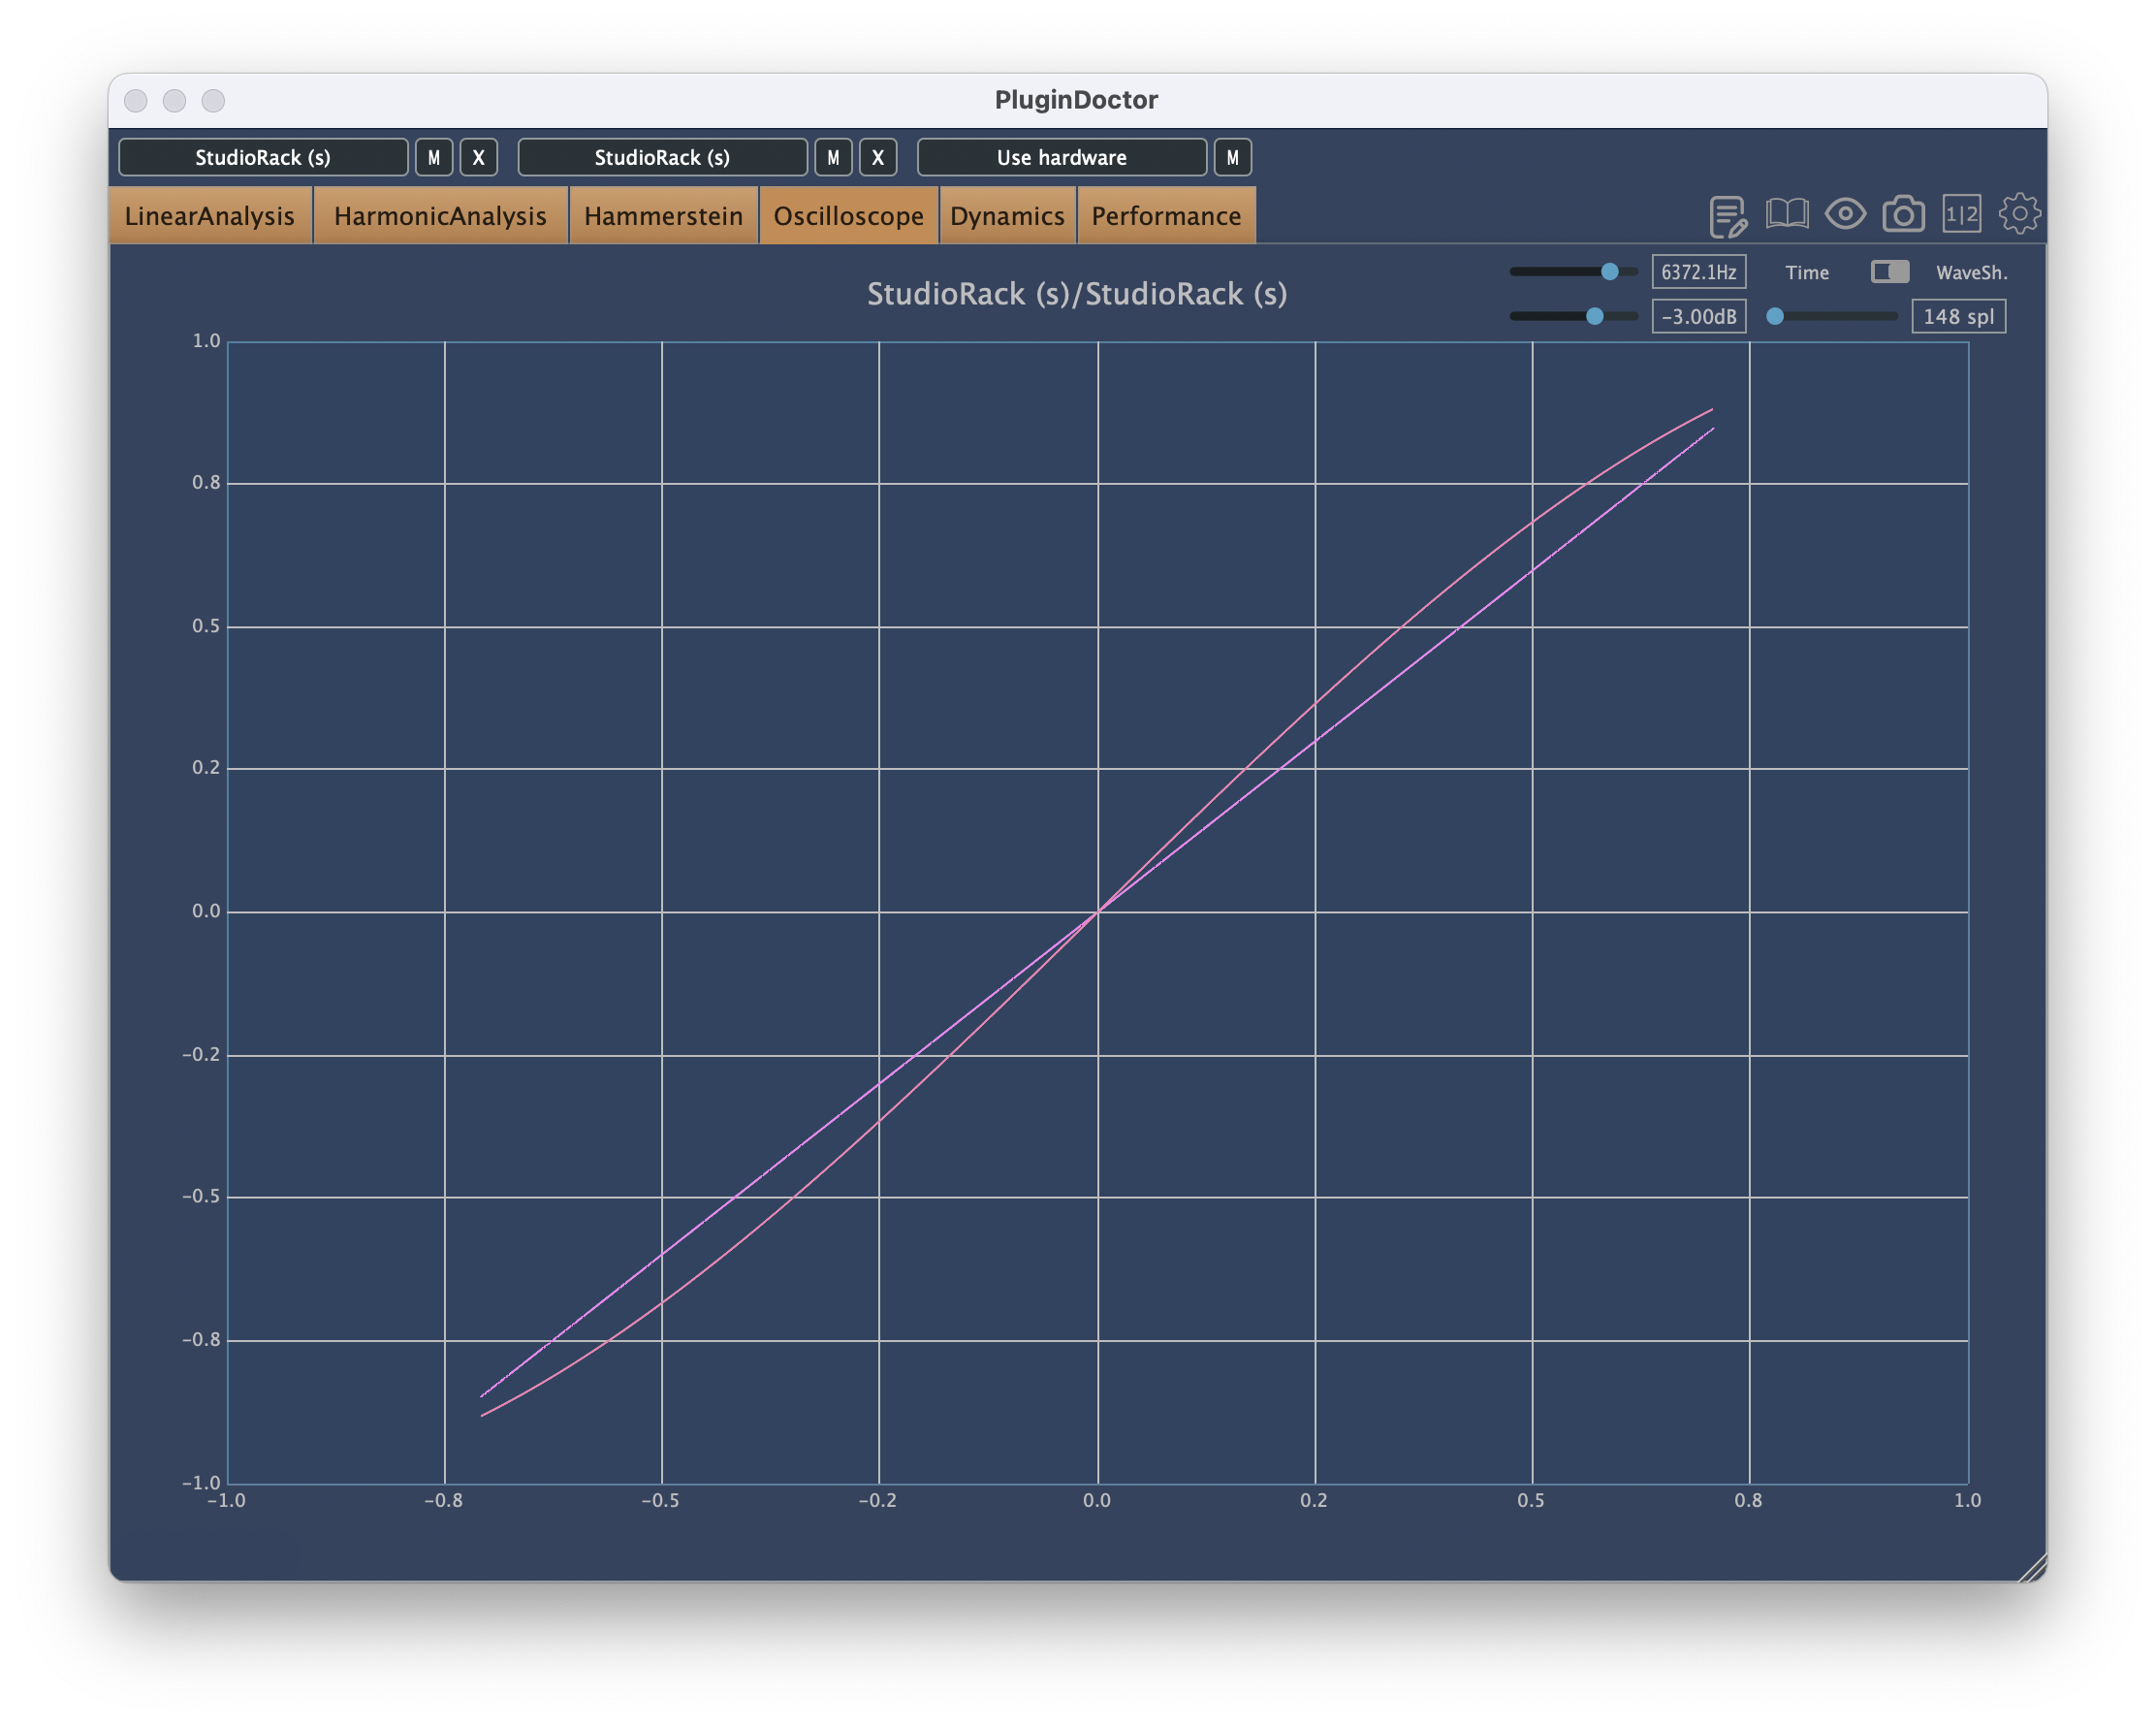 PluginDoctor
StudioRack (s) M X StudioRack (s) M X Use hardware M
LinearAnalysis HarmonicAnalysis Hammerstein Oscilloscope Dynamics Performance 1|2
StudioRack (s)/StudioRack (s)
6372.1Hz Time WaveSh.
-3.00dB 148 spl
1.0
0.8
0.5
0.2
0.0
-0.2
-0.5
-0.8
-1.0
-1.0 -0.8 -0.5 -0.2 0.0 0.2 0.5 0.8 1.0